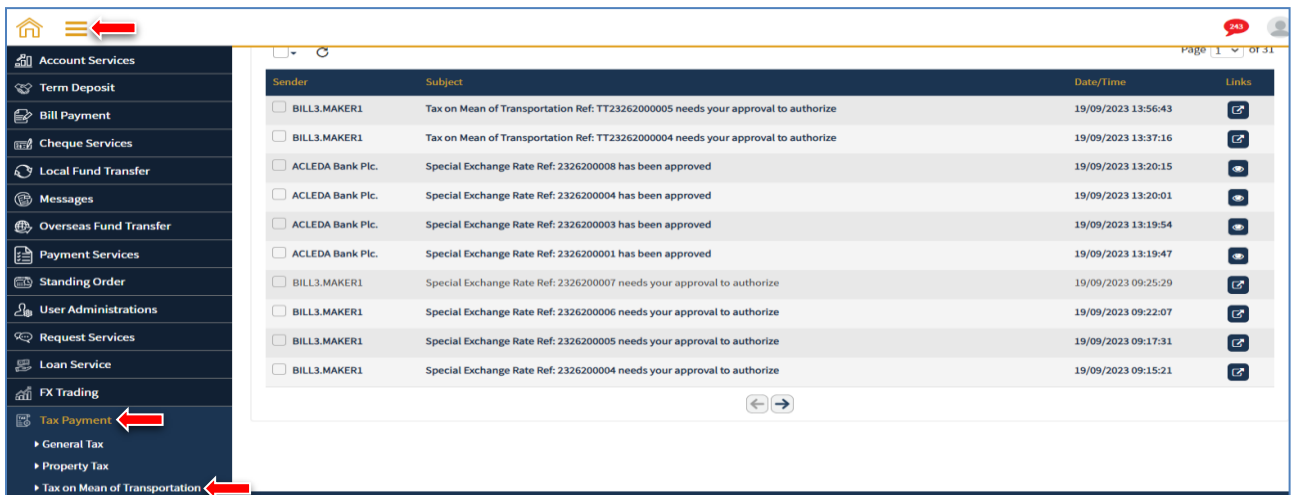 243
Page 1 of 31
Account Services
Term Deposit
Bill Payment
Cheque Services
Local Fund Transfer
Messages
Overseas Fund Transfer
Payment Services
Standing Order
User Administrations
Request Services
Loan Service
FX Trading
Tax Payment
General Tax
Property Tax
Tax on Mean of Transportation
Sender Subject Date/Time Links
BILL3.MAKER1 Tax on Mean of Transportation Ref: TT23262000005 needs your approval to authorize 19/09/2023 13:56:43
BILL3.MAKER1 Tax on Mean of Transportation Ref: TT23262000004 needs your approval to authorize 19/09/2023 13:37:16
ACLEDA Bank Plc. Special Exchange Rate Ref: 2326200008 has been approved 19/09/2023 13:20:15
ACLEDA Bank Plc. Special Exchange Rate Ref: 2326200004 has been approved 19/09/2023 13:20:01
ACLEDA Bank Plc. Special Exchange Rate Ref: 2326200003 has been approved 19/09/2023 13:19:54
ACLEDA Bank Plc. Special Exchange Rate Ref: 2326200001 has been approved 19/09/2023 13:19:47
BILL3.MAKER1 Special Exchange Rate Ref: 2326200007 needs your approval to authorize 19/09/2023 09:25:29
BILL3.MAKER1 Special Exchange Rate Ref: 2326200006 needs your approval to authorize 19/09/2023 09:22:07
BILL3.MAKER1 Special Exchange Rate Ref: 2326200005 needs your approval to authorize 19/09/2023 09:17:31
BILL3.MAKER1 Special Exchange Rate Ref: 2326200004 needs your approval to authorize 19/09/2023 09:15:21